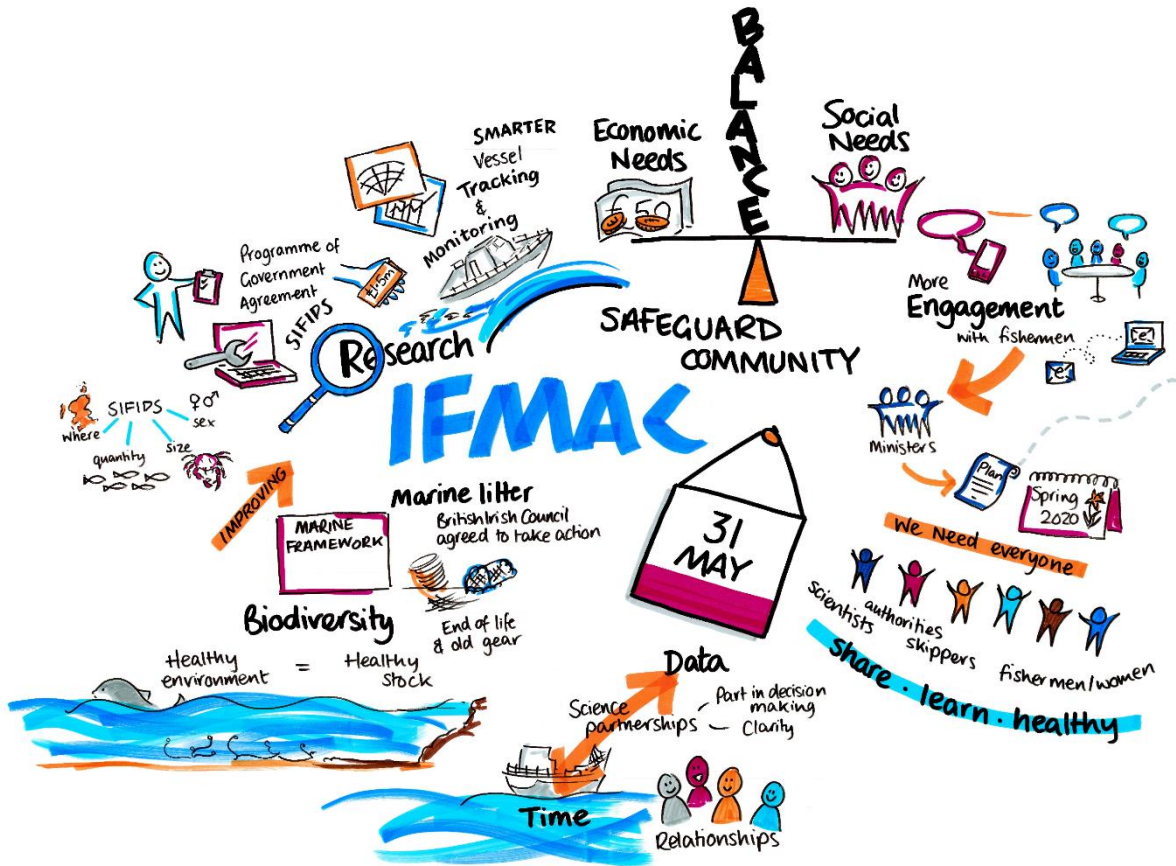 BALANCE
Economic
Needs
£50
Social
Needs
SAFEGUARD
COMMUNITY
SMARTER
Vessel
Tracking
&
Monitoring
Programme of
Government
Agreement
£1.5m
SIFIDS
Research
SIFIDS
where
quantity
size
sex
IFMAC
More
Engagement
with fishermen
e
e
Ministers
Plan
Spring
2020
We Need everyone
scientists
authorities
skippers
fishermen/women
share · learn · healthy
31
MAY
IMPROVING
MARINE
FRAMEWORK
Marine litter
British Irish Council
agreed to take action
End of life
& old gear
Biodiversity
Healthy
environment
=
Healthy
Stock
Data
Science
partnerships
Part in decision
making
Clarity
Time
Relationships